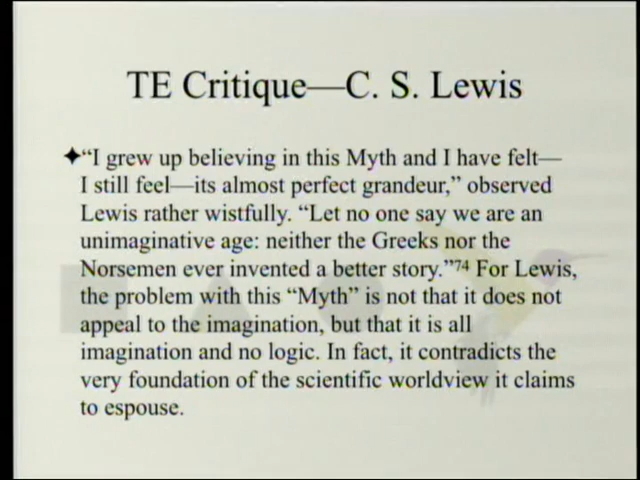 TE Critique—C. S. Lewis
✦“I grew up believing in this Myth and I have felt—
I still feel—its almost perfect grandeur,” observed
Lewis rather wistfully. “Let no one say we are an
unimaginative age: neither the Greeks nor the
Norsemen ever invented a better story.”74 For Lewis,
the problem with this “Myth” is not that it does not
appeal to the imagination, but that it is all
imagination and no logic. In fact, it contradicts the
very foundation of the scientific worldview it claims
to espouse.